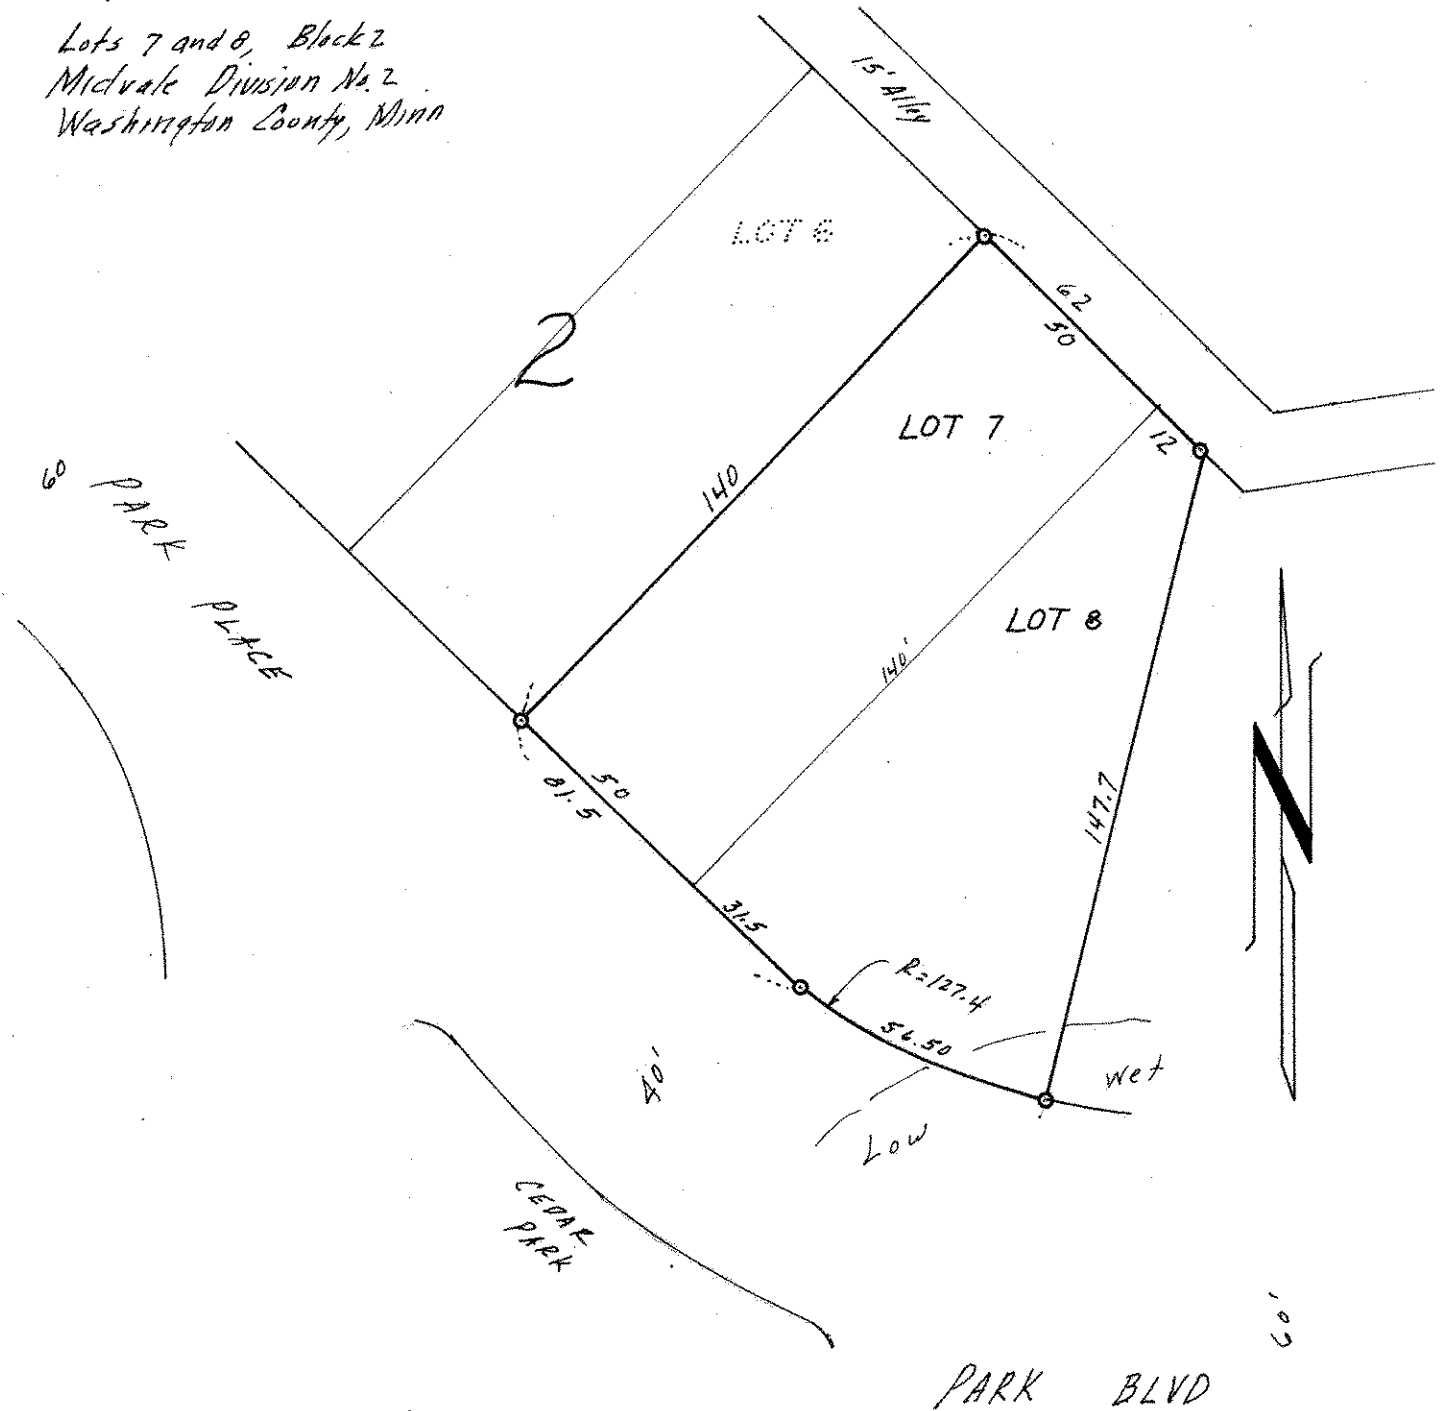 Lots 7 and 8, Block 2
Midvale Division No. 2
Washington County, Minn
15' Alley
LOT 6
2
62
50
LOT 7
12
140
60
PARK PLACE
LOT 8
140'
50
81.5
147.7
N
31.5
R=127.4
56.50
Wet
Low
40'
CEDAR
PARK
60'
PARK BLVD